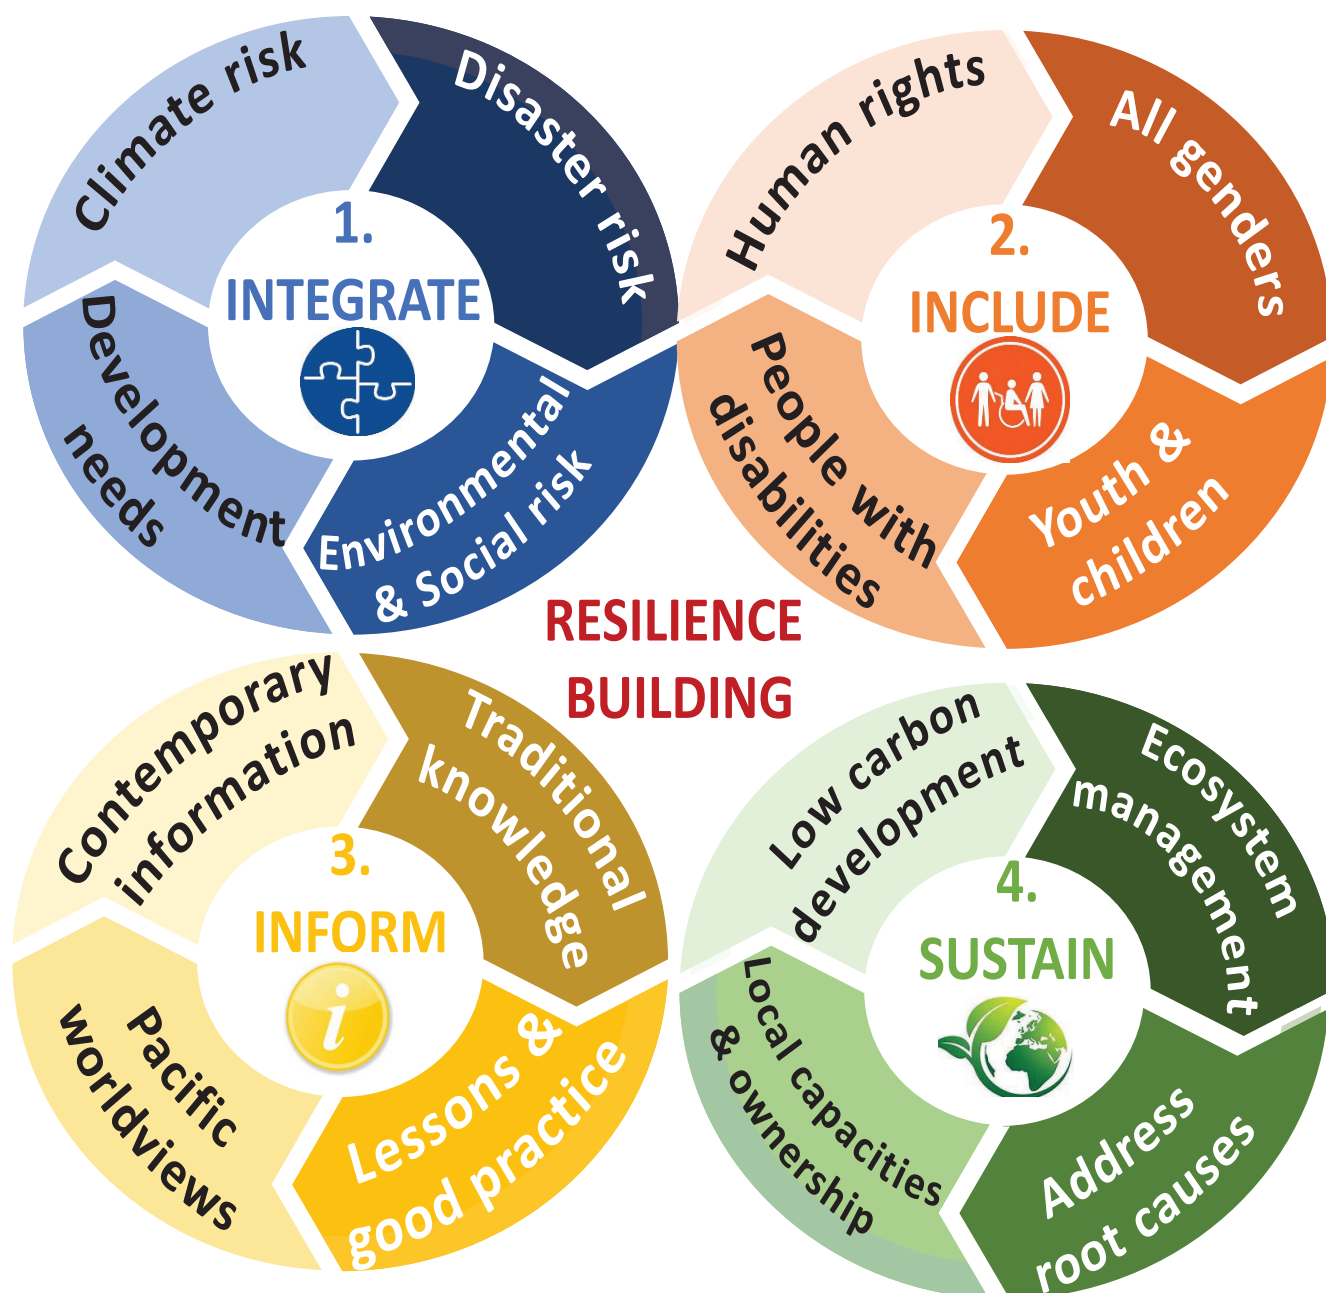 Climate risk
Disaster risk
Environmental
& Social risk
Development
needs
1.
INTEGRATE
Human rights
All genders
Youth &
children
People with
disabilities
2.
INCLUDE
RESILIENCE
BUILDING
Contemporary
information
Traditional
knowledge
Lessons &
good practice
Pacific
worldviews
3.
INFORM
i
Low carbon
development
Ecosystem
management
Address
root causes
Local capacities
& ownership
4.
SUSTAIN